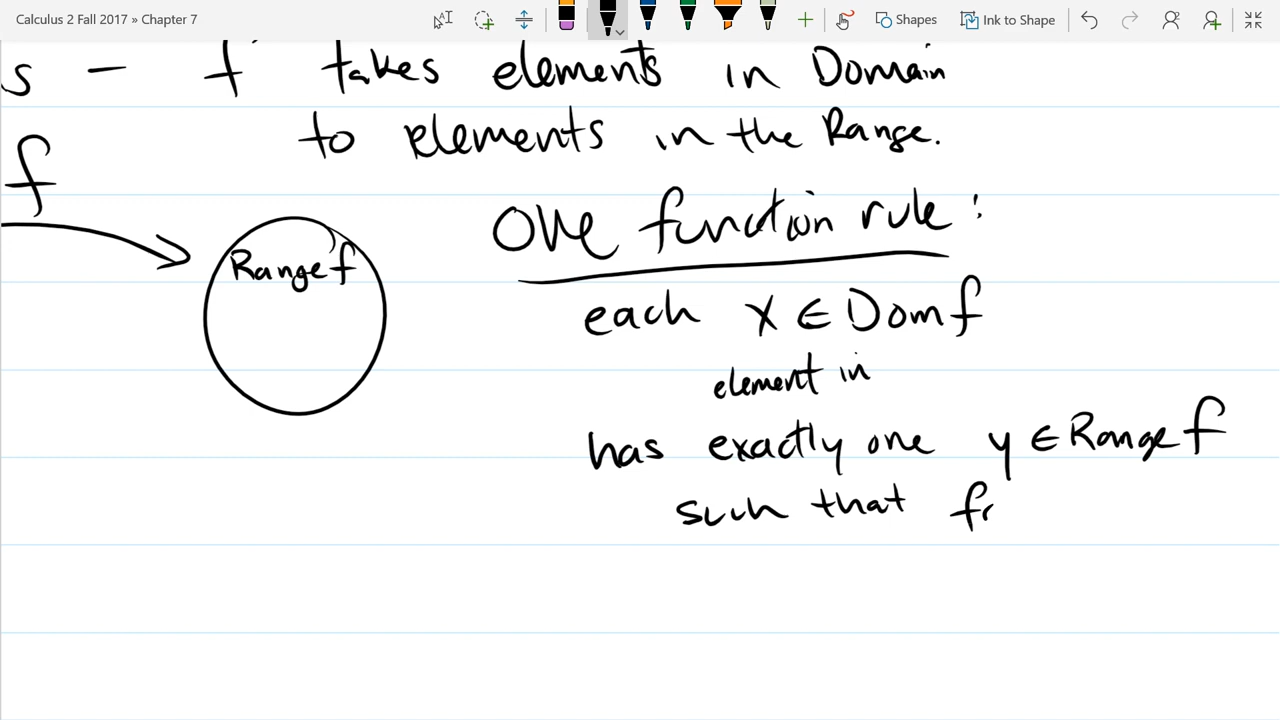 Calculus 2 Fall 2017 » Chapter 7
Shapes
Ink to Shape
s - f takes elements in Domain
to elements in the Range.
f
Range f
One function rule:
each x ∈ Dom f
element in
has exactly one y ∈ Range f
such that f(